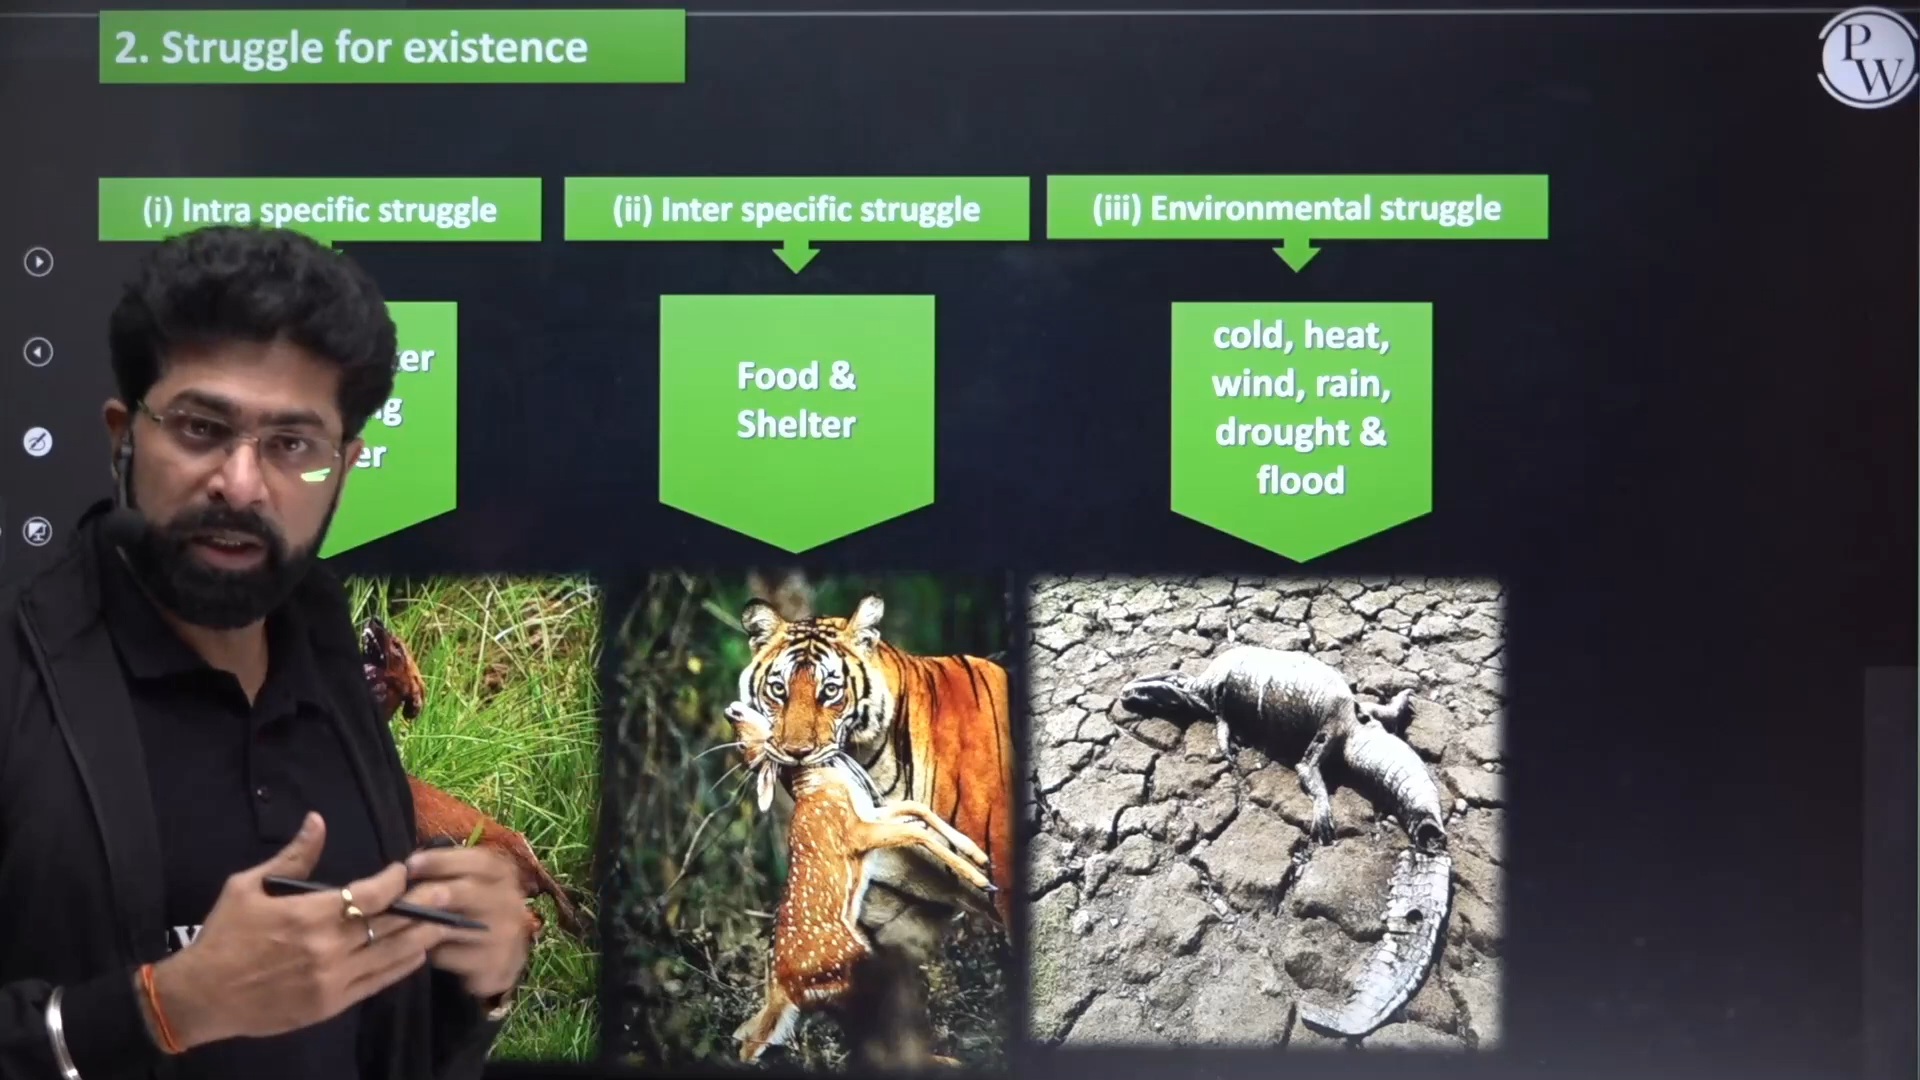 2. Struggle for existence
P
W
(i) Intra specific struggle
(ii) Inter specific struggle
(iii) Environmental struggle
Food &
Shelter
cold, heat,
wind, rain,
drought &
flood